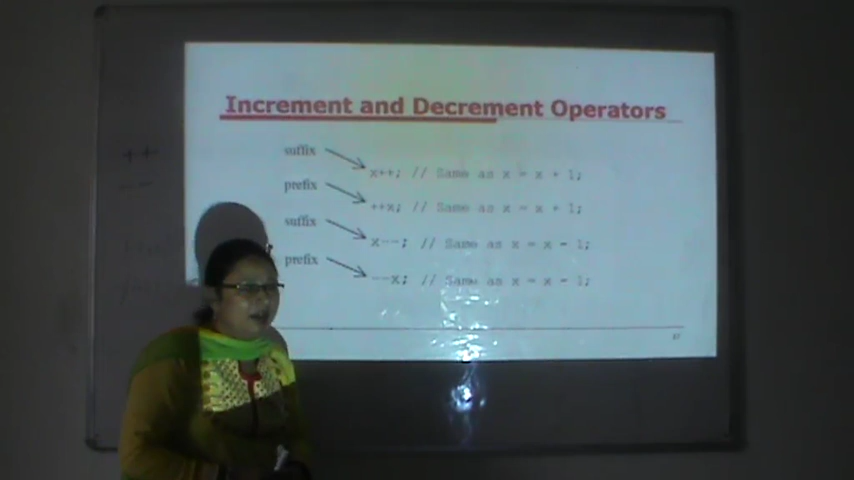 Increment and Decrement Operators
suffix
x++; // Same as x = x + 1;
prefix
++x; // Same as x = x + 1;
suffix
x--; // Same as x = x - 1;
prefix
--x; // Same as x = x - 1;
++
--